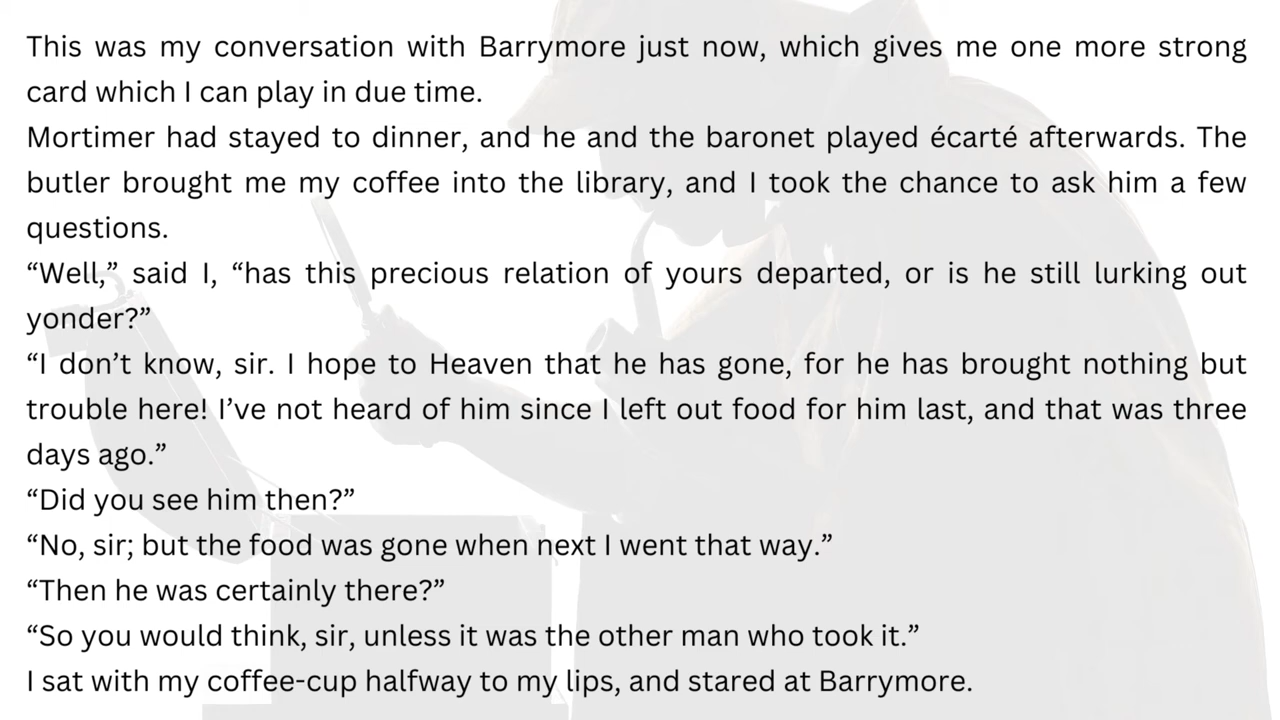 This was my conversation with Barrymore just now, which gives me one more strong
card which I can play in due time.
Mortimer had stayed to dinner, and he and the baronet played écarté afterwards. The
butler brought me my coffee into the library, and I took the chance to ask him a few
questions.
“Well,” said I, “has this precious relation of yours departed, or is he still lurking out
yonder?”
“I don’t know, sir. I hope to Heaven that he has gone, for he has brought nothing but
trouble here! I’ve not heard of him since I left out food for him last, and that was three
days ago.”
“Did you see him then?”
“No, sir; but the food was gone when next I went that way.”
“Then he was certainly there?”
“So you would think, sir, unless it was the other man who took it.”
I sat with my coffee-cup halfway to my lips, and stared at Barrymore.